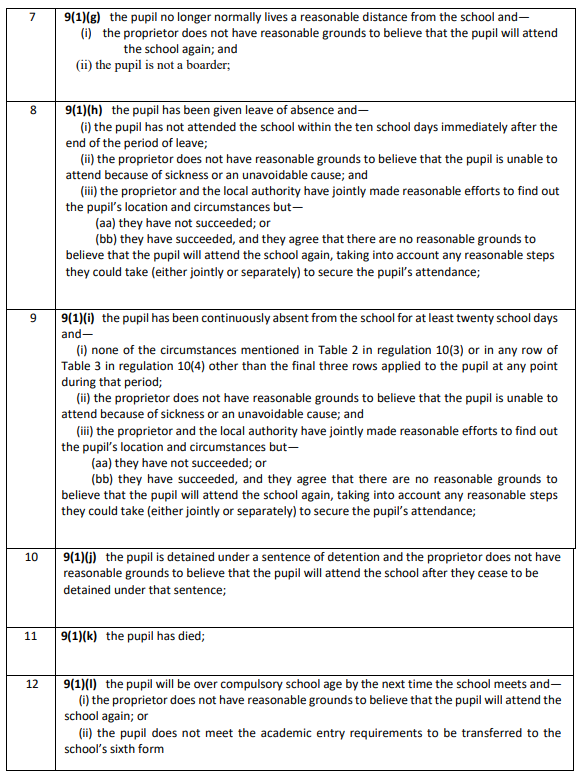 7
9(1)(g) the pupil no longer normally lives a reasonable distance from the school and—
(i) the proprietor does not have reasonable grounds to believe that the pupil will attend
the school again; and
(ii) the pupil is not a boarder;
8
9(1)(h) the pupil has been given leave of absence and—
(i) the pupil has not attended the school within the ten school days immediately after the
end of the period of leave;
(ii) the proprietor does not have reasonable grounds to believe that the pupil is unable to
attend because of sickness or an unavoidable cause; and
(iii) the proprietor and the local authority have jointly made reasonable efforts to find out
the pupil's location and circumstances but—
(aa) they have not succeeded; or
(bb) they have succeeded, and they agree that there are no reasonable grounds to
believe that the pupil will attend the school again, taking into account any reasonable steps
they could take (either jointly or separately) to secure the pupil's attendance;
9
9(1)(i) the pupil has been continuously absent from the school for at least twenty school days
and—
(i) none of the circumstances mentioned in Table 2 in regulation 10(3) or in any row of
Table 3 in regulation 10(4) other than the final three rows applied to the pupil at any point
during that period;
(ii) the proprietor does not have reasonable grounds to believe that the pupil is unable to
attend because of sickness or an unavoidable cause; and
(iii) the proprietor and the local authority have jointly made reasonable efforts to find out
the pupil's location and circumstances but—
(aa) they have not succeeded; or
(bb) they have succeeded, and they agree that there are no reasonable grounds to
believe that the pupil will attend the school again, taking into account any reasonable steps
they could take (either jointly or separately) to secure the pupil's attendance;
10
9(1)(j) the pupil is detained under a sentence of detention and the proprietor does not have
reasonable grounds to believe that the pupil will attend the school after they cease to be
detained under that sentence;
11
9(1)(k) the pupil has died;
12
9(1)(l) the pupil will be over compulsory school age by the next time the school meets and—
(i) the proprietor does not have reasonable grounds to believe that the pupil will attend the
school again; or
(ii) the pupil does not meet the academic entry requirements to be transferred to the
school's sixth form